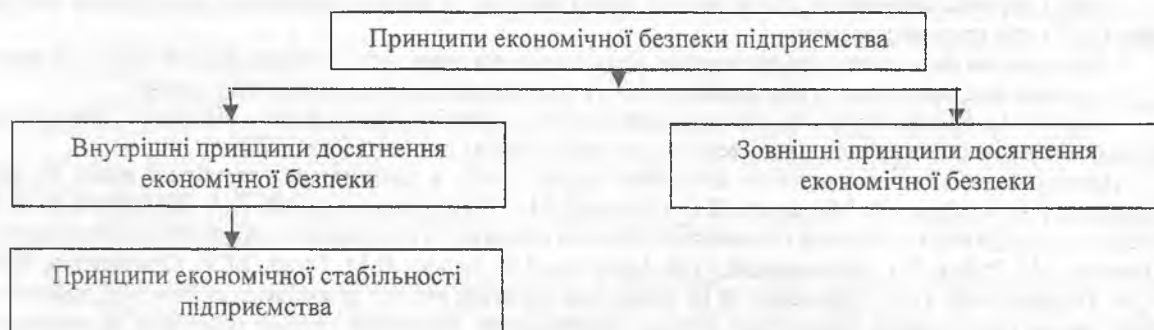 Принципи економічної безпеки підприємства
Внутрішні принципи досягнення
економічної безпеки
Зовнішні принципи досягнення
економічної безпеки
Принципи економічної стабільності
підприємства